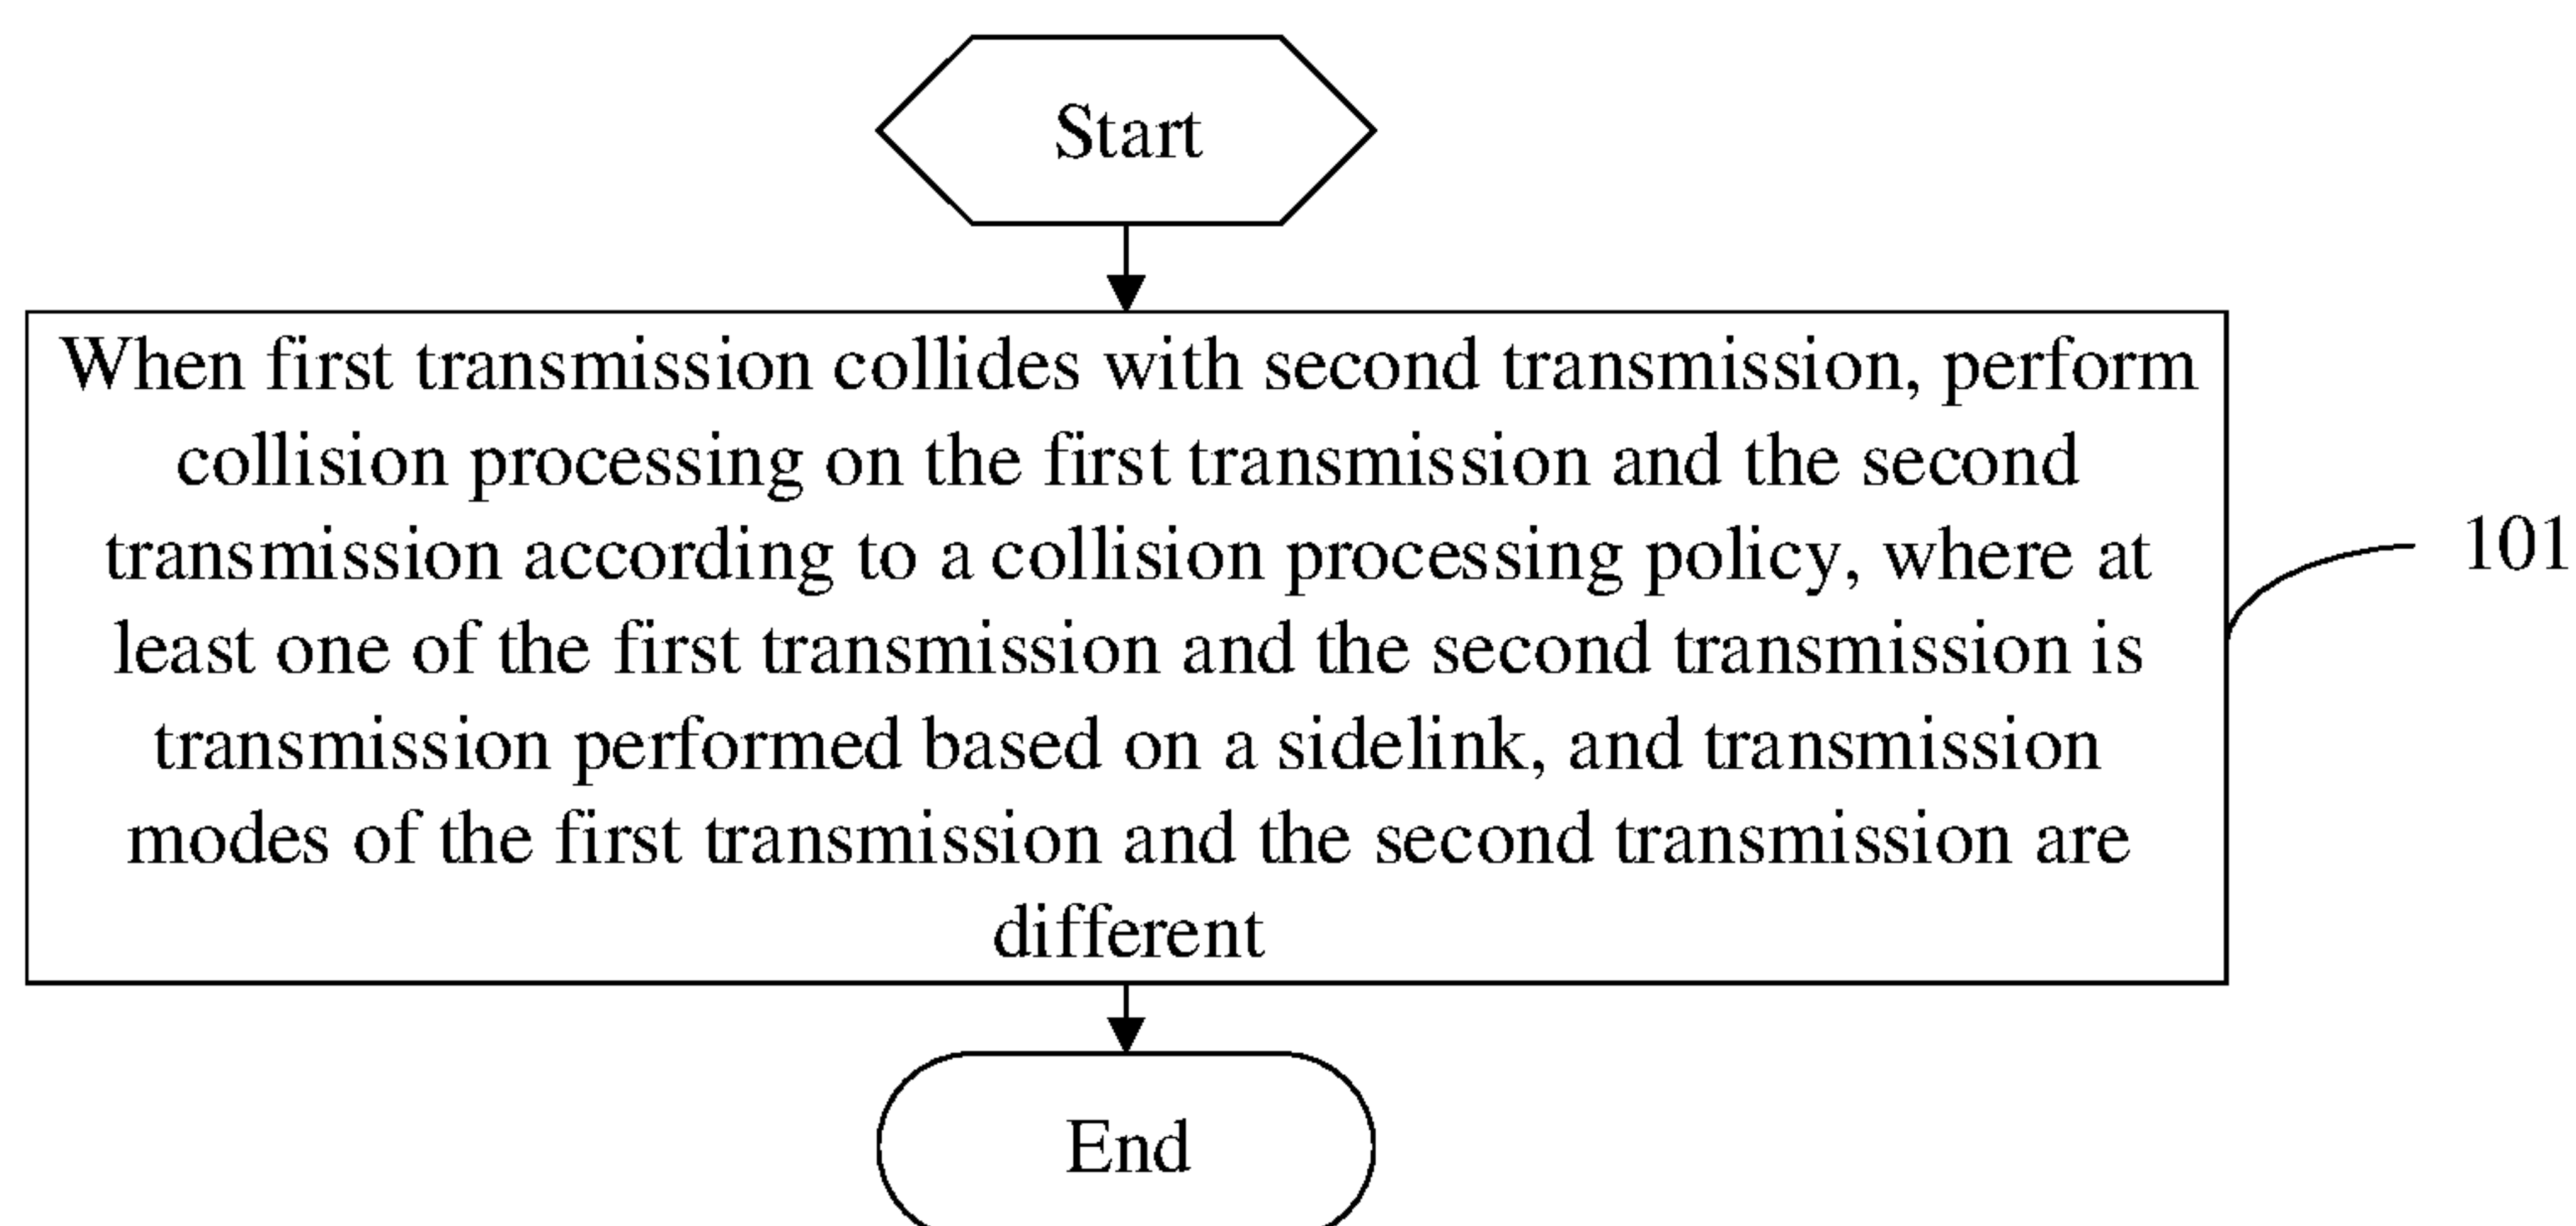 Start
When first transmission collides with second transmission, perform
collision processing on the first transmission and the second
transmission according to a collision processing policy, where at
least one of the first transmission and the second transmission is
transmission performed based on a sidelink, and transmission
modes of the first transmission and the second transmission are
different
101
End